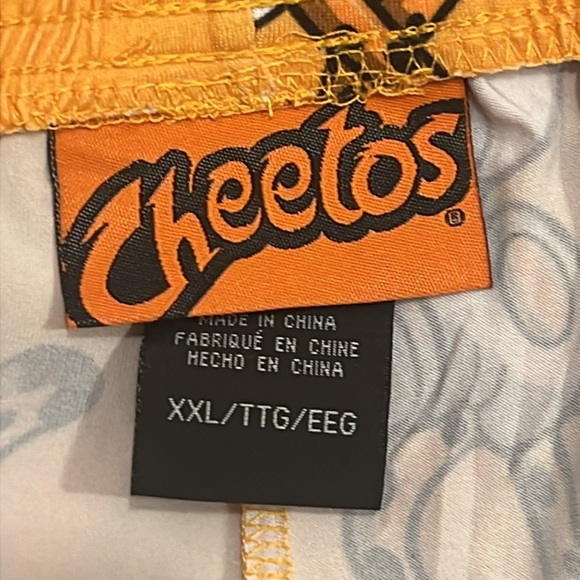 Cheetos®
MADE IN CHINA
FABRIQUÉ EN CHINE
HECHO EN CHINA
XXL/TTG/EEG